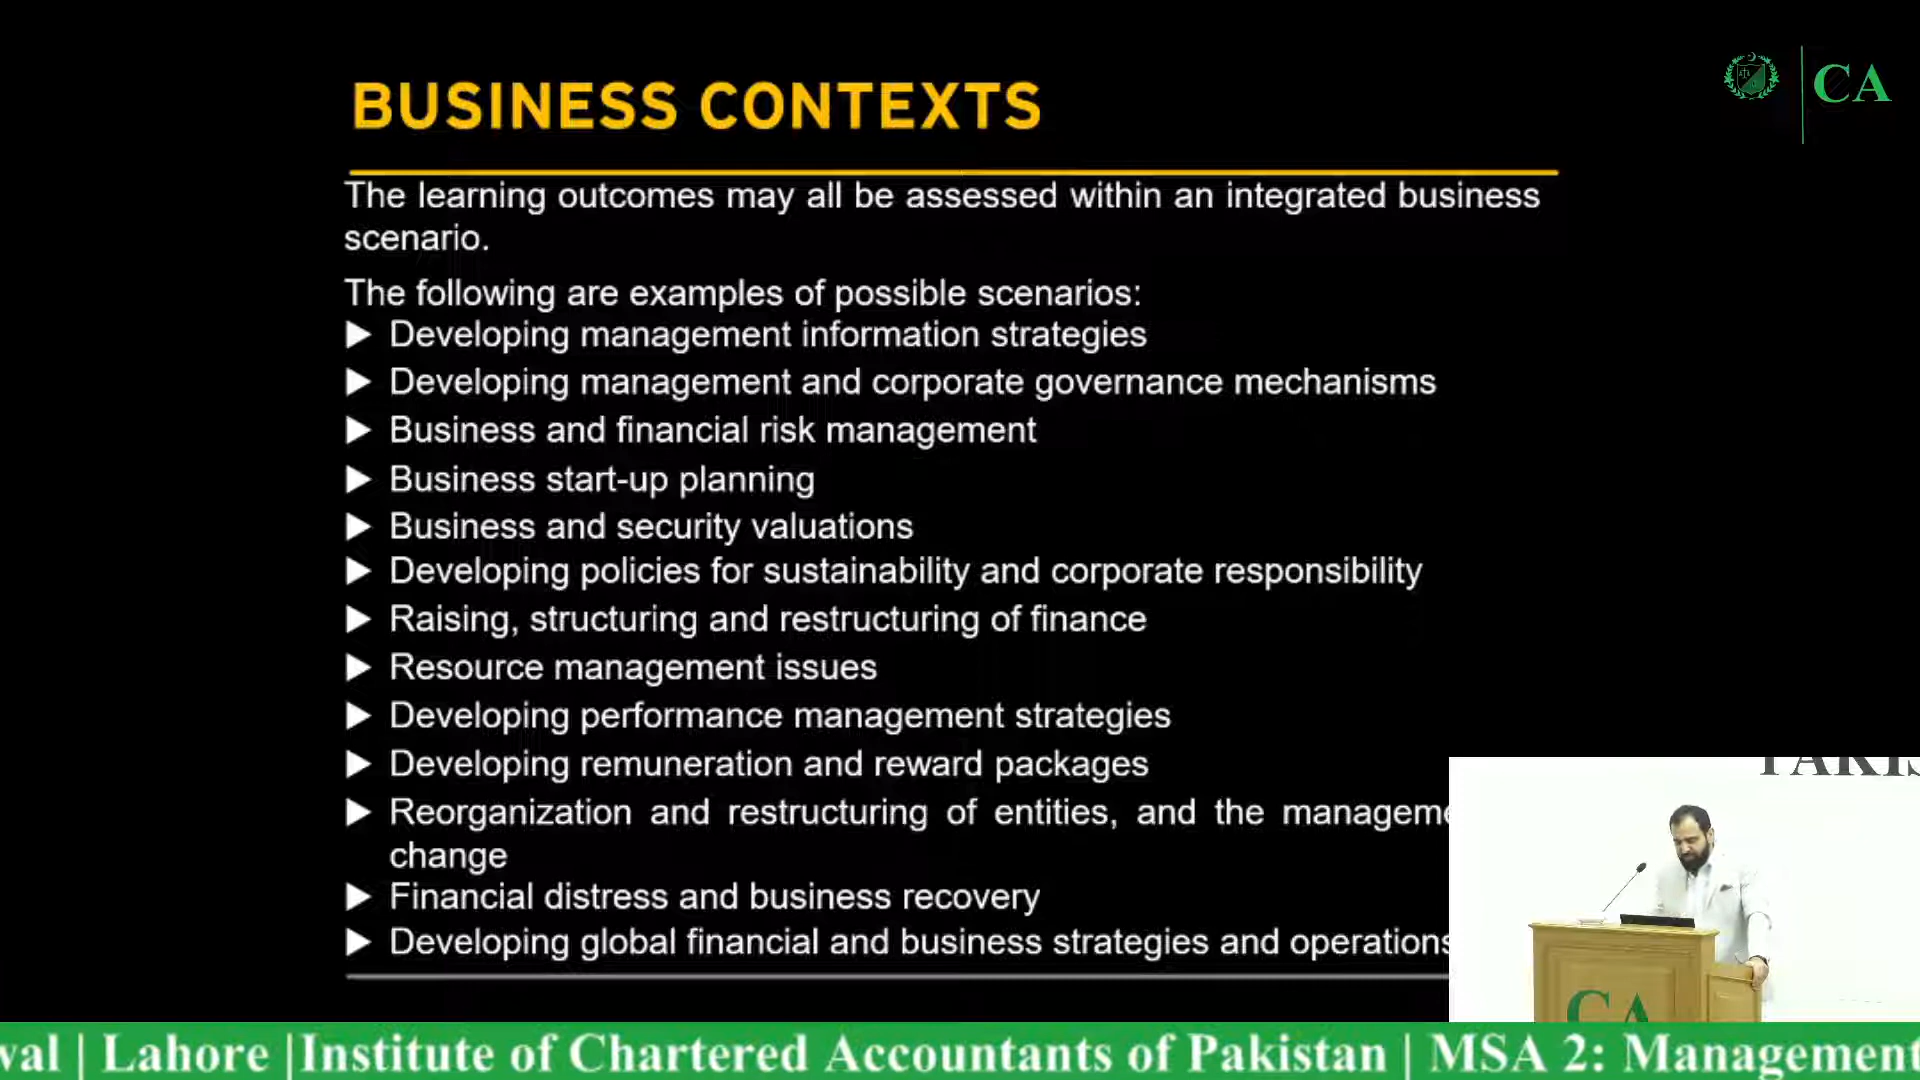 BUSINESS CONTEXTS
CA
The learning outcomes may all be assessed within an integrated business
scenario.
The following are examples of possible scenarios:
▶ Developing management information strategies
▶ Developing management and corporate governance mechanisms
▶ Business and financial risk management
▶ Business start-up planning
▶ Business and security valuations
▶ Developing policies for sustainability and corporate responsibility
▶ Raising, structuring and restructuring of finance
▶ Resource management issues
▶ Developing performance management strategies
▶ Developing remuneration and reward packages
▶ Reorganization and restructuring of entities, and the manageme
change
▶ Financial distress and business recovery
▶ Developing global financial and business strategies and operations
PAKIS
CA
wal | Lahore |Institute of Chartered Accountants of Pakistan | MSA 2: Management